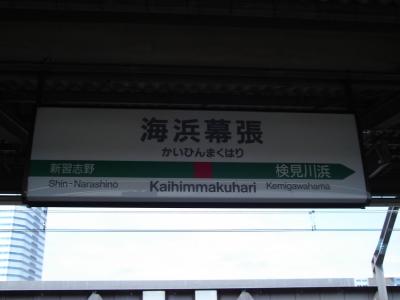 海浜幕張
かいひんまくはり
新習志野 検見川浜
Shin-Narashino Kaihimmakuhari Kemigawahama